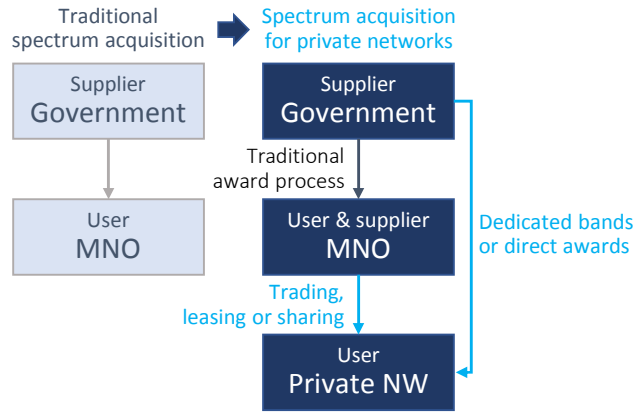 Traditional
spectrum acquisition
Spectrum acquisition
for private networks
Supplier
Government
User
MNO
Supplier
Government
Traditional
award process
User & supplier
MNO
Dedicated bands
or direct awards
Trading,
leasing or sharing
User
Private NW